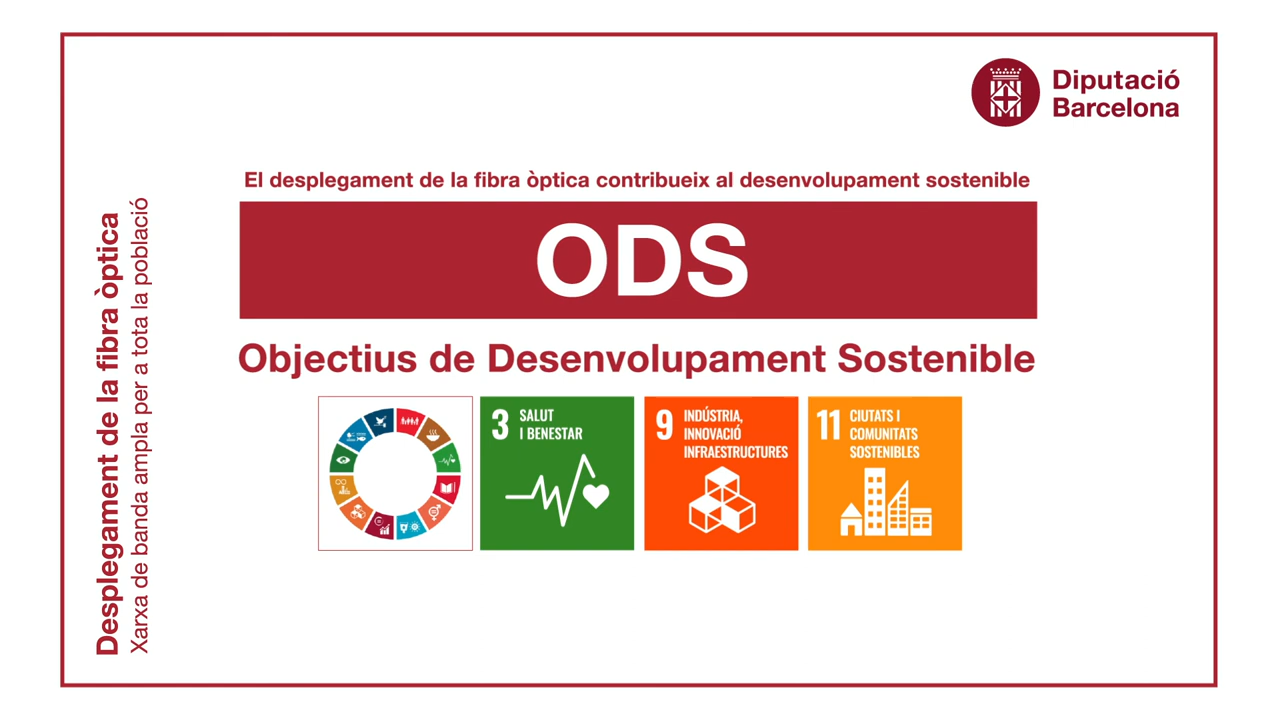 Diputació
Barcelona
El desplegament de la fibra òptica contribueix al desenvolupament sostenible
ODS
Objectius de Desenvolupament Sostenible
3 SALUT
I BENESTAR
9 INDÚSTRIA,
INNOVACIÓ
INFRAESTRUCTURES
11 CIUTATS I
COMUNITATS
SOSTENIBLES
Desplegament de la fibra òptica
Xarxa de banda ampla per a tota la població